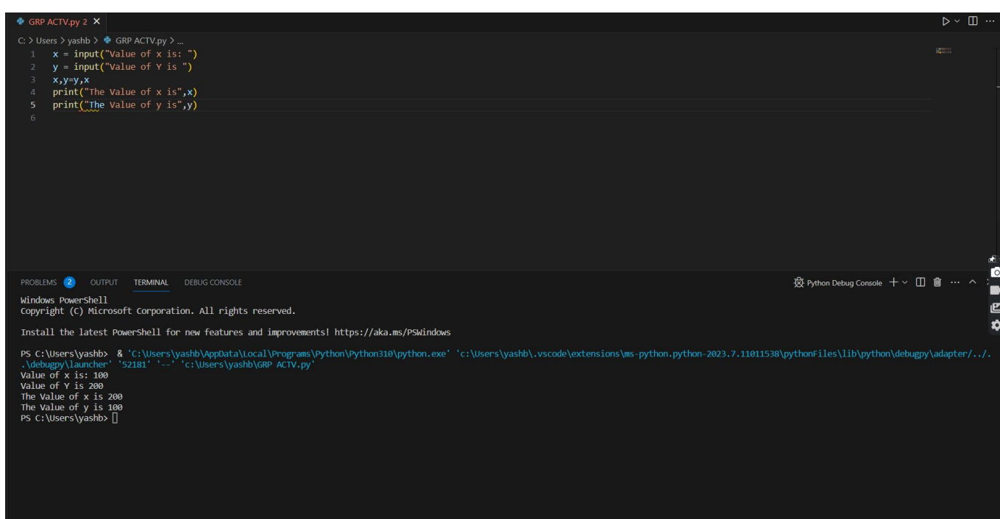 GRP ACTV.py 2
C: > Users > yashb > GRP ACTV.py > ...
1 x = input("Value of x is: ")
2 y = input("Value of Y is ")
3 x,y=y,x
4 print("The Value of x is",x)
5 print("The Value of y is",y)
6
PROBLEMS 2 OUTPUT TERMINAL DEBUG CONSOLE Python Debug Console
Windows PowerShell
Copyright (C) Microsoft Corporation. All rights reserved.
Install the latest PowerShell for new features and improvements! https://aka.ms/PSWindows
PS C:\Users\yashb> & 'C:\Users\yashb\AppData\Local\Programs\Python\Python310\python.exe' 'c:\Users\yashb\.vscode\extensions\ms-python.python-2023.7.11011538\pythonFiles\lib\python\debugpy\adapter/../.
.\debugpy\launcher' '52181' '--' 'c:\Users\yashb\GRP ACTV.py'
Value of x is: 100
Value of Y is 200
The Value of x is 200
The Value of y is 100
PS C:\Users\yashb>